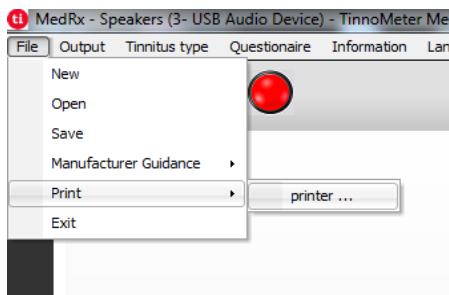 ti MedRx - Speakers (3- USB Audio Device) - TinnoMeter Me
File Output Tinnitus type Questionaire Information Lan
New
Open
Save
Manufacturer Guidance
Print
printer ...
Exit